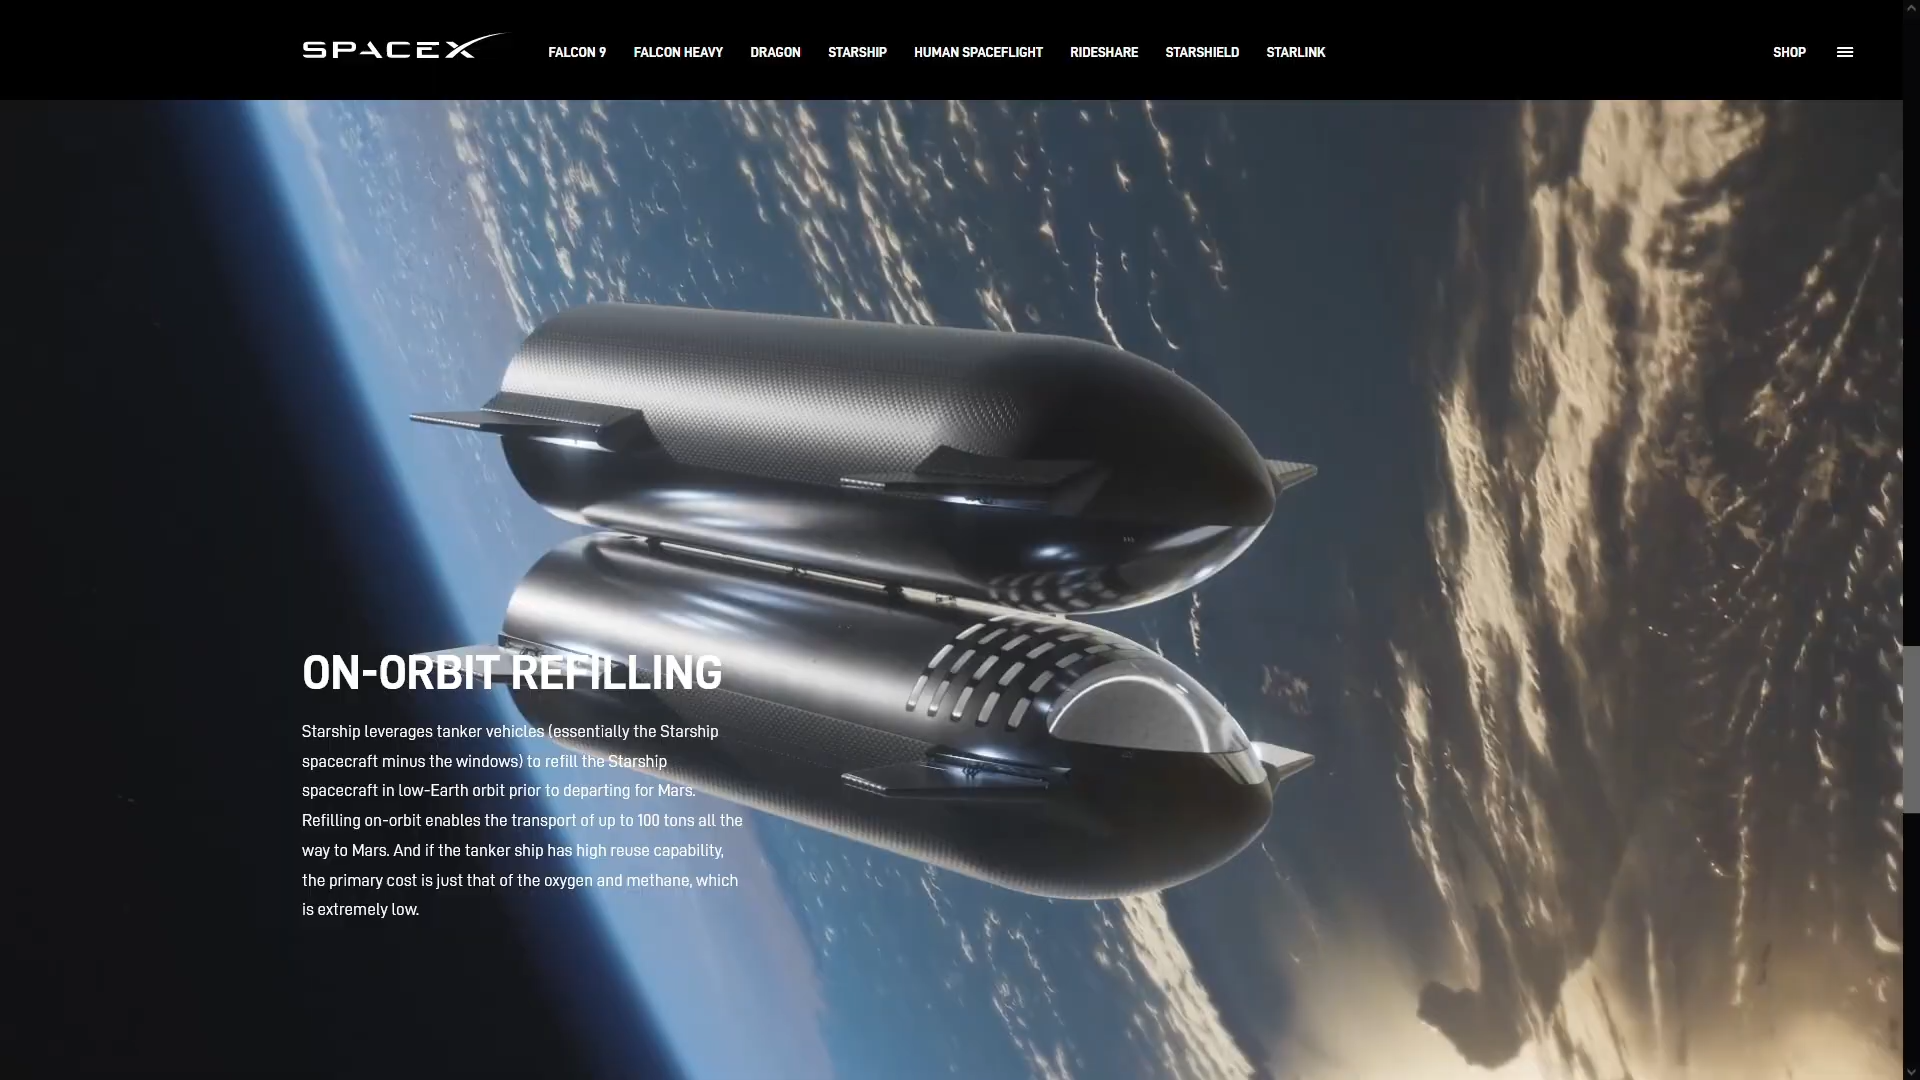 SPACEX FALCON 9 FALCON HEAVY DRAGON STARSHIP HUMAN SPACEFLIGHT RIDESHARE STARSHIELD STARLINK SHOP
ON-ORBIT REFILLING
Starship leverages tanker vehicles (essentially the Starship
spacecraft minus the windows) to refill the Starship
spacecraft in low-Earth orbit prior to departing for Mars.
Refilling on-orbit enables the transport of up to 100 tons all the
way to Mars. And if the tanker ship has high reuse capability,
the primary cost is just that of the oxygen and methane, which
is extremely low.